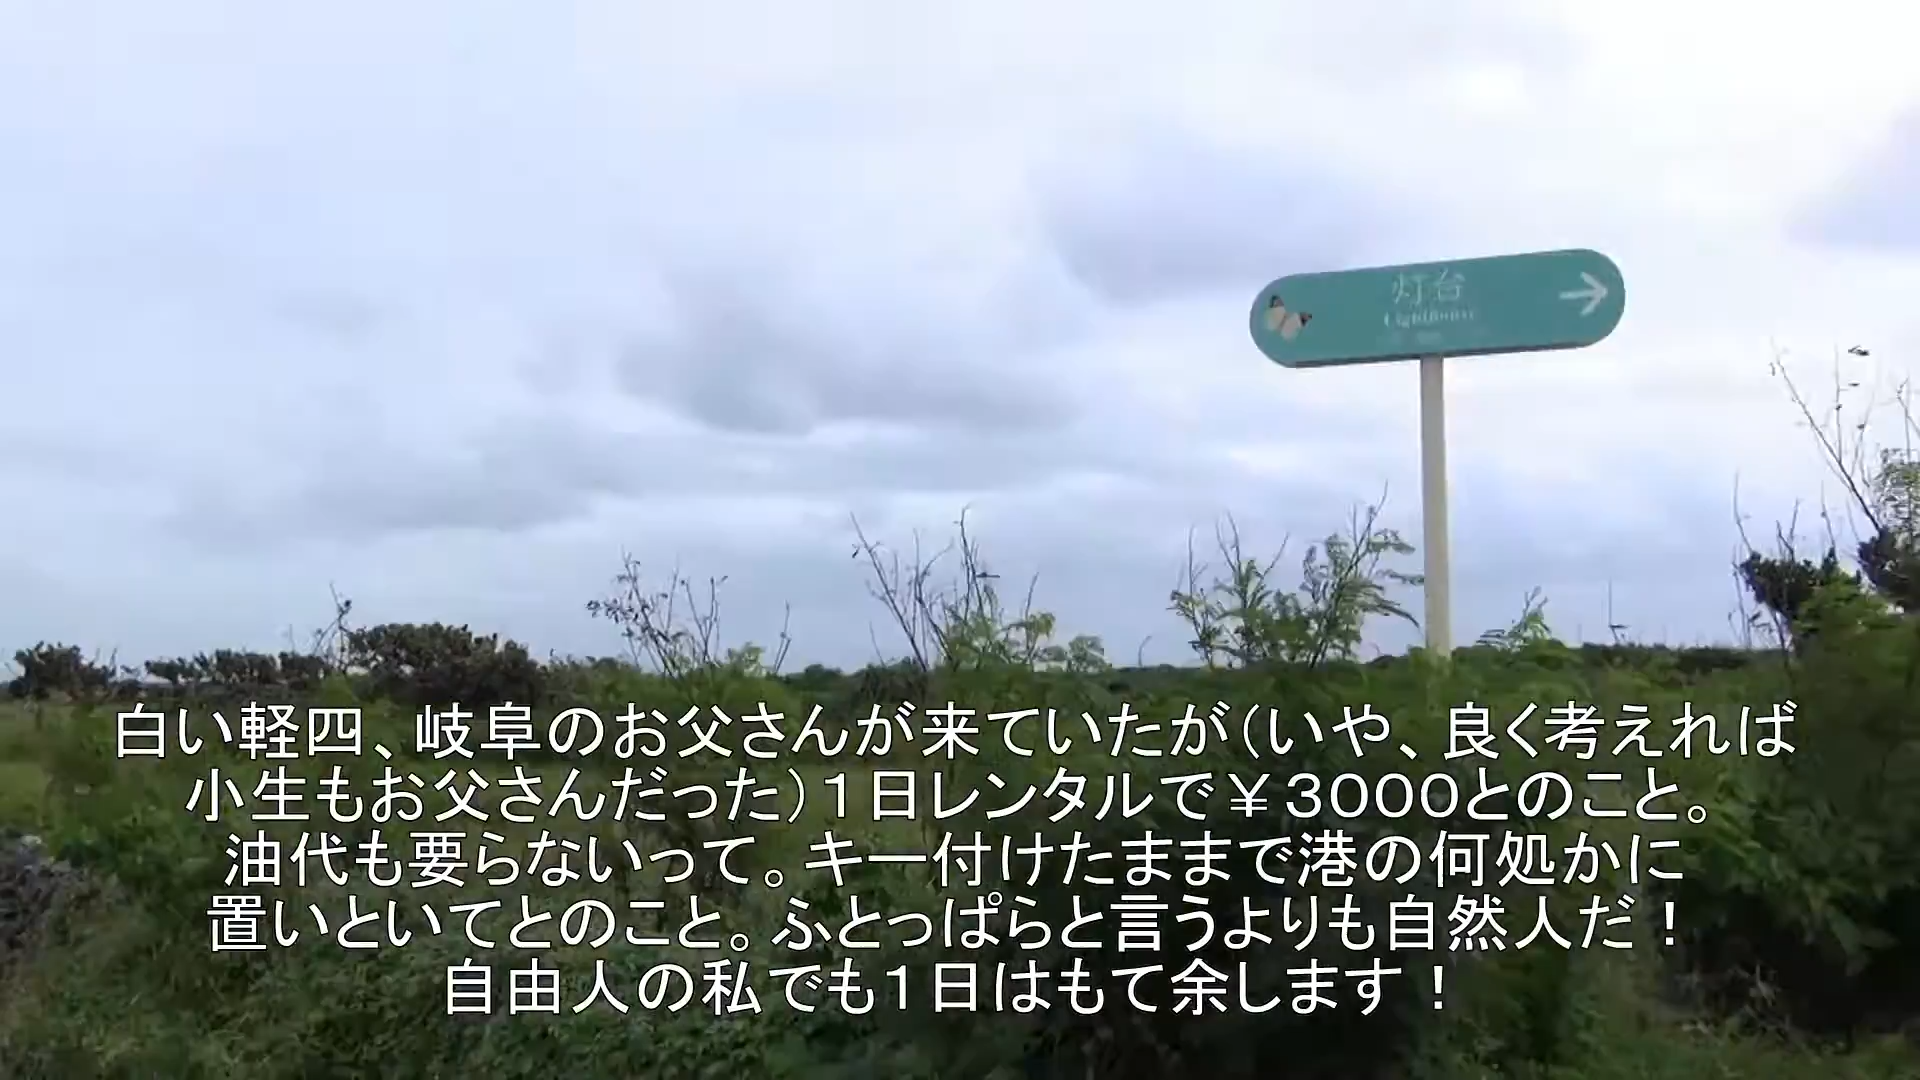 灯台
Lighthouse
白い軽四、岐阜のお父さんが来ていたが（いや、良く考えれば
小生もお父さんだった）１日レンタルで￥３０００とのこと。
油代も要らないって。キー付けたままで港の何処かに
置いといてとのこと。ふとっぱらと言うよりも自然人だ！
自由人の私でも１日はもて余します！